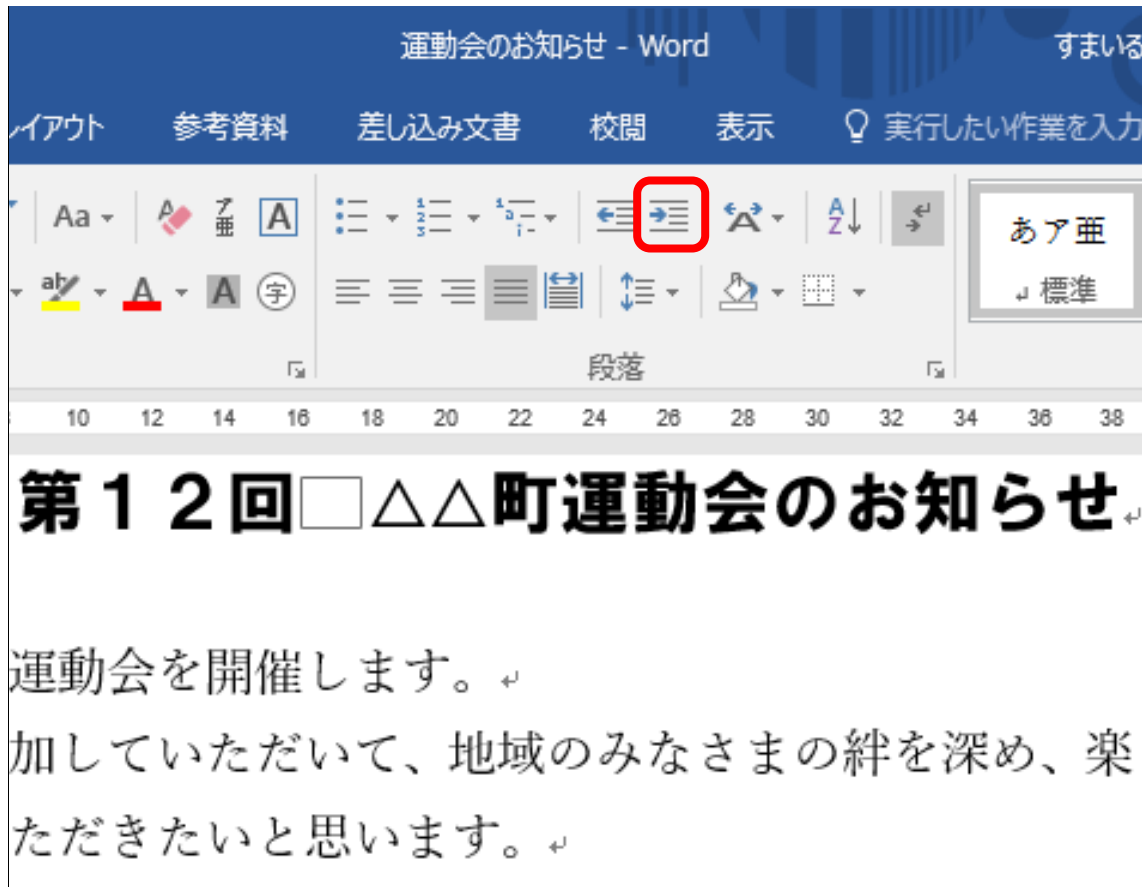 運動会のお知らせ - Word すまいる
レイアウト 参考資料 差し込み文書 校閲 表示 実行したい作業を入力
Aa ア亜 A A Z あア亜
ab A A 字 ↵ 標準
段落
10 12 14 16 18 20 22 24 26 28 30 32 34 36 38
第１２回□△△町運動会のお知らせ↵
運動会を開催します。↵
加していただいて、地域のみなさまの絆を深め、楽
ただきたいと思います。↵